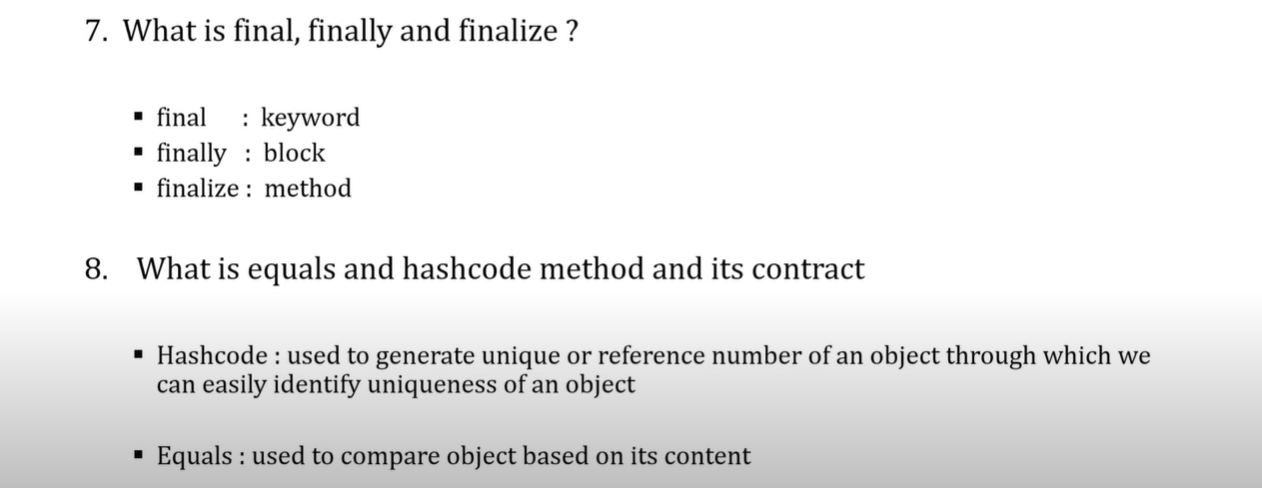 7. What is final, finally and finalize ?
▪ final : keyword
▪ finally : block
▪ finalize : method
8. What is equals and hashcode method and its contract
▪ Hashcode : used to generate unique or reference number of an object through which we
can easily identify uniqueness of an object
▪ Equals : used to compare object based on its content